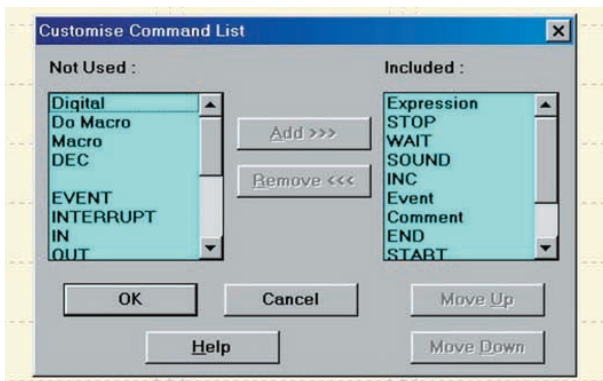 Customise Command List
Not Used :
Included :
Digital
Do Macro
Macro
DEC
EVENT
INTERRUPT
IN
OUT
Add >>>
Remove <<<
Expression
STOP
WAIT
SOUND
INC
Event
Comment
END
START
OK
Cancel
Move Up
Help
Move Down